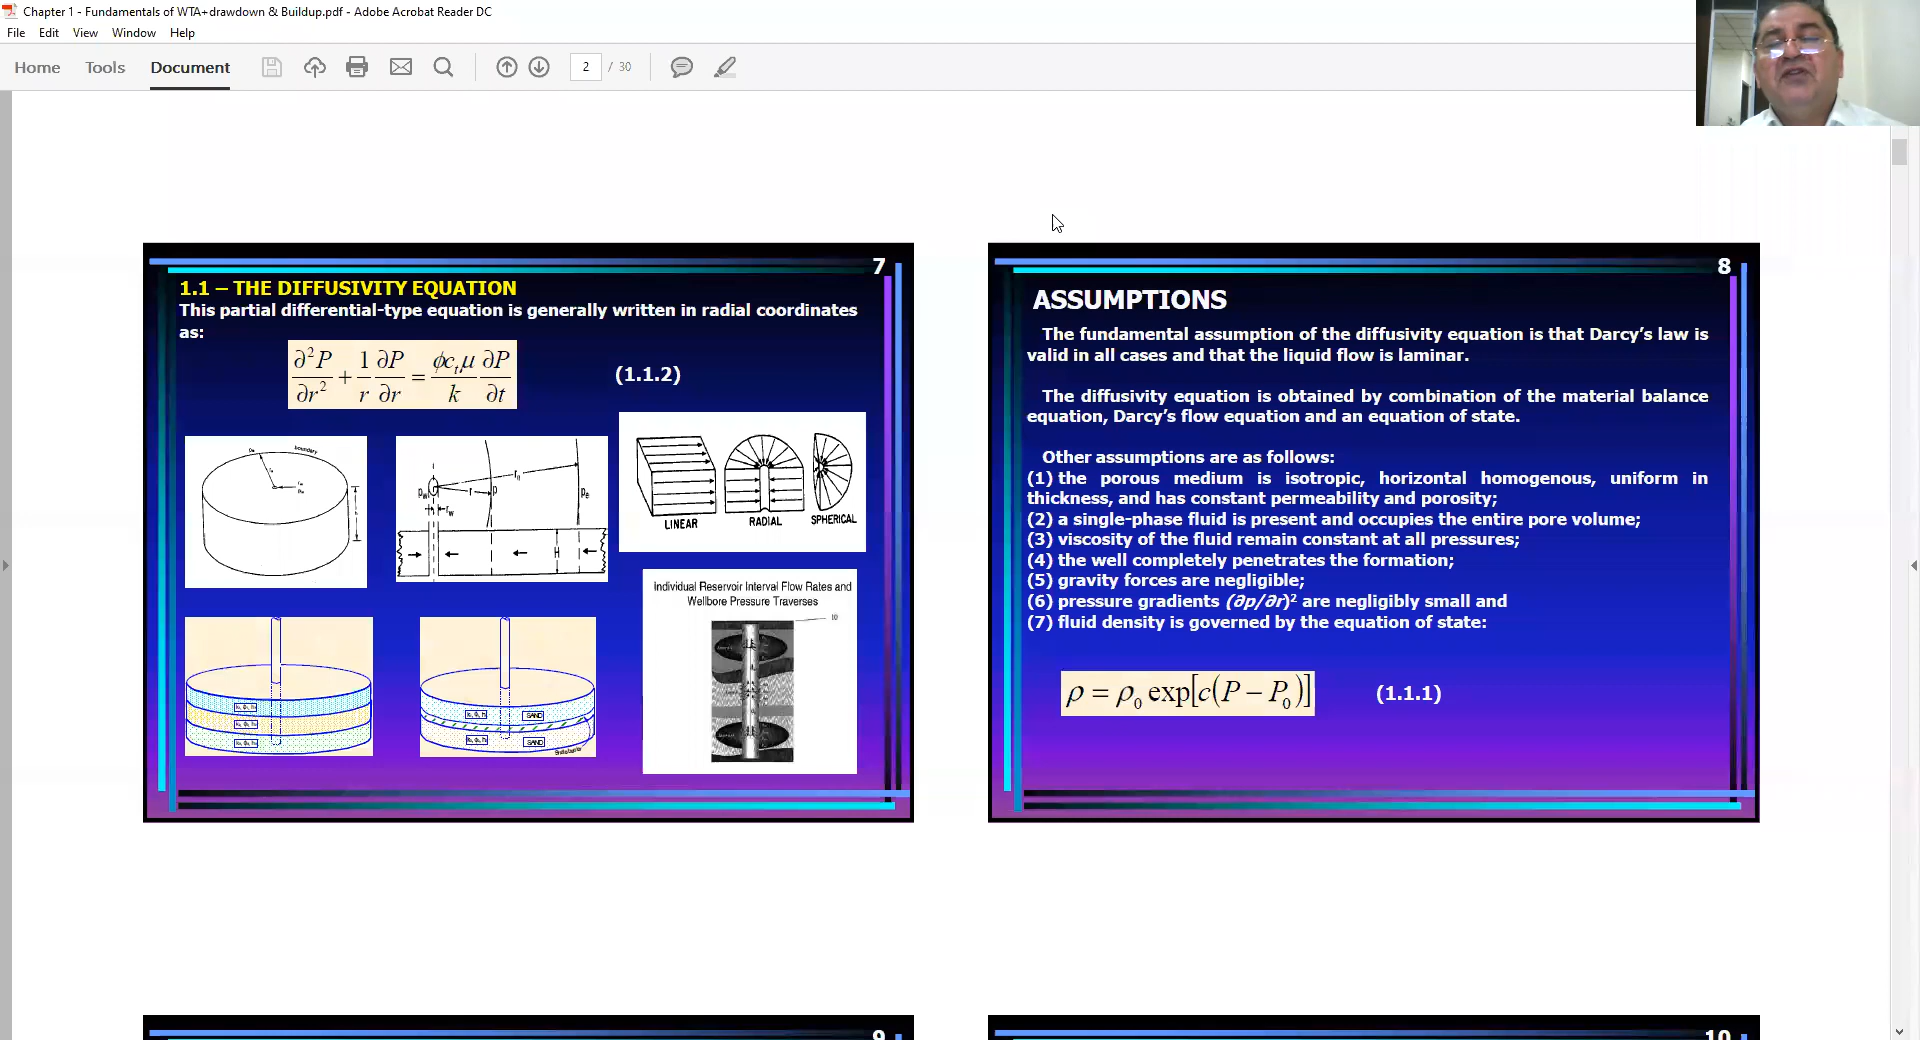 Chapter 1 - Fundamentals of WTA+drawdown & Buildup.pdf - Adobe Acrobat Reader DC
File Edit View Window Help
Home Tools Document 2 / 30
7
1.1 – THE DIFFUSIVITY EQUATION
This partial differential-type equation is generally written in radial coordinates
as:
∂²P/∂r² + 1/r ∂P/∂r = ϕcₜμ/k ∂P/∂t
(1.1.2)
boundary
pw rw r p re pe
H
LINEAR RADIAL SPHERICAL
Individual Reservoir Interval Flow Rates and
Wellbore Pressure Traverses
10
SAND
SAND
8
ASSUMPTIONS
The fundamental assumption of the diffusivity equation is that Darcy’s law is
valid in all cases and that the liquid flow is laminar.
The diffusivity equation is obtained by combination of the material balance
equation, Darcy’s flow equation and an equation of state.
Other assumptions are as follows:
(1) the porous medium is isotropic, horizontal homogenous, uniform in
thickness, and has constant permeability and porosity;
(2) a single-phase fluid is present and occupies the entire pore volume;
(3) viscosity of the fluid remain constant at all pressures;
(4) the well completely penetrates the formation;
(5) gravity forces are negligible;
(6) pressure gradients (∂p/∂r)² are negligibly small and
(7) fluid density is governed by the equation of state:
ρ = ρ₀ exp[c(P − P₀)]
(1.1.1)
9
10